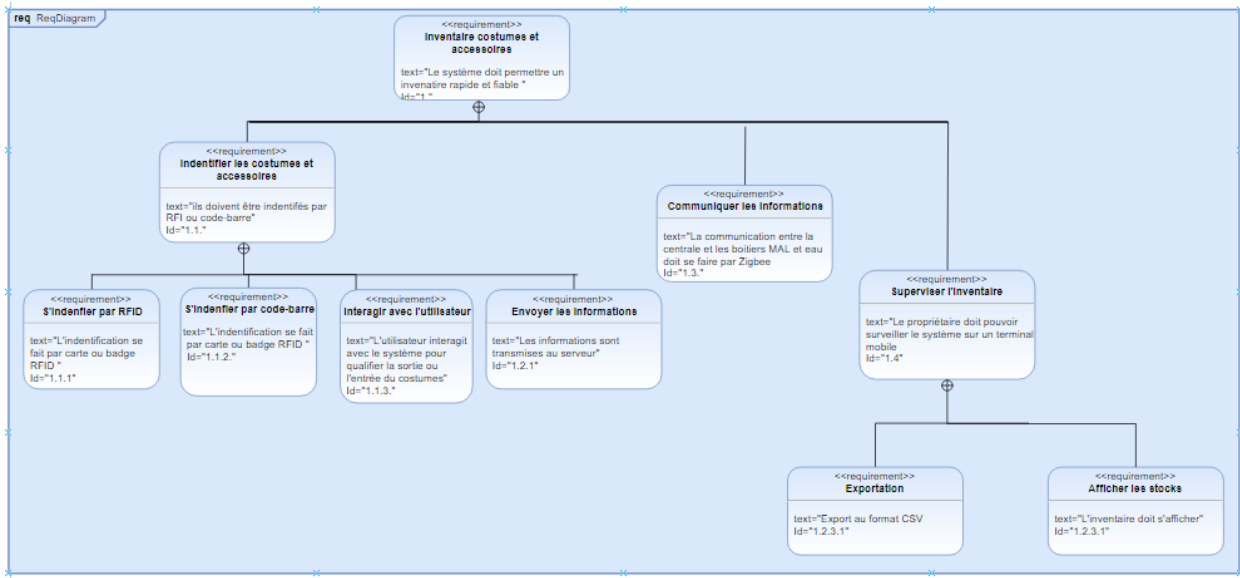 req ReqDiagram
<<requirement>>
Inventaire costumes et
accessoires
text="Le système doit permettre un
invenatire rapide et fiable "
Id="1."
<<requirement>>
Indentifier les costumes et
accessoires
text="ils doivent être indentifés par
RFI ou code-barre"
Id="1.1."
<<requirement>>
Communiquer les informations
text="La communication entre la
centrale et les boitiers MAL et eau
doit se faire par Zigbee
Id="1.3."
<<requirement>>
Superviser l'inventaire
text="Le propriétaire doit pouvoir
surveiller le système sur un terminal
mobile
Id="1.4"
<<requirement>>
S'indenfier par RFID
text="L'indentification se
fait par carte ou badge
RFID "
Id="1.1.1"
<<requirement>>
S'indenfier par code-barre
text="L'indentification se fait
par carte ou badge RFID "
Id="1.1.2."
<<requirement>>
Interagir avec l'utilisateur
text="L'utilisateur interagit
avec le système pour
qualifier la sortie ou
l'entrée du costumes"
Id="1.1.3."
<<requirement>>
Envoyer les informations
text="Les informations sont
transmises au serveur"
Id="1.2.1"
<<requirement>>
Exportation
text="Export au format CSV
Id="1.2.3.1"
<<requirement>>
Afficher les stocks
text="L'inventaire doit s'afficher"
Id="1.2.3.1"